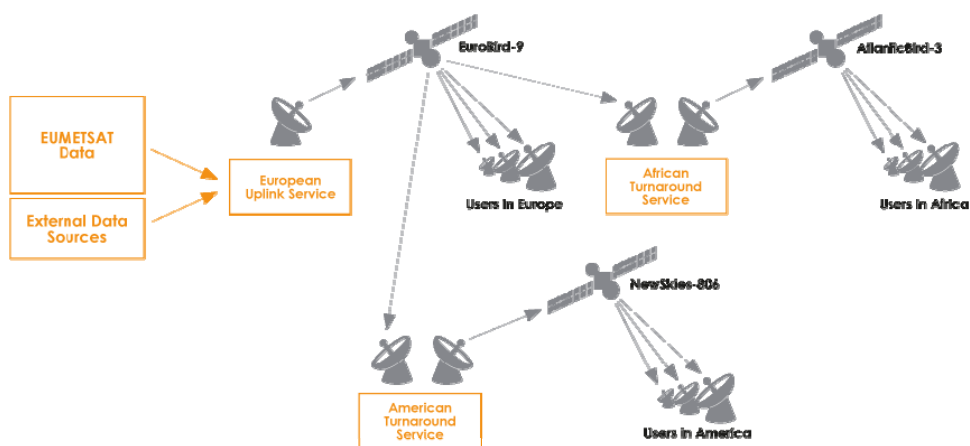 EuroBird-9
AtlanticBird-3
EUMETSAT
Data
External Data
Sources
European
Uplink Service
Users in Europe
African
Turnaround
Service
Users in Africa
NewSkies-806
American
Turnaround
Service
Users in America